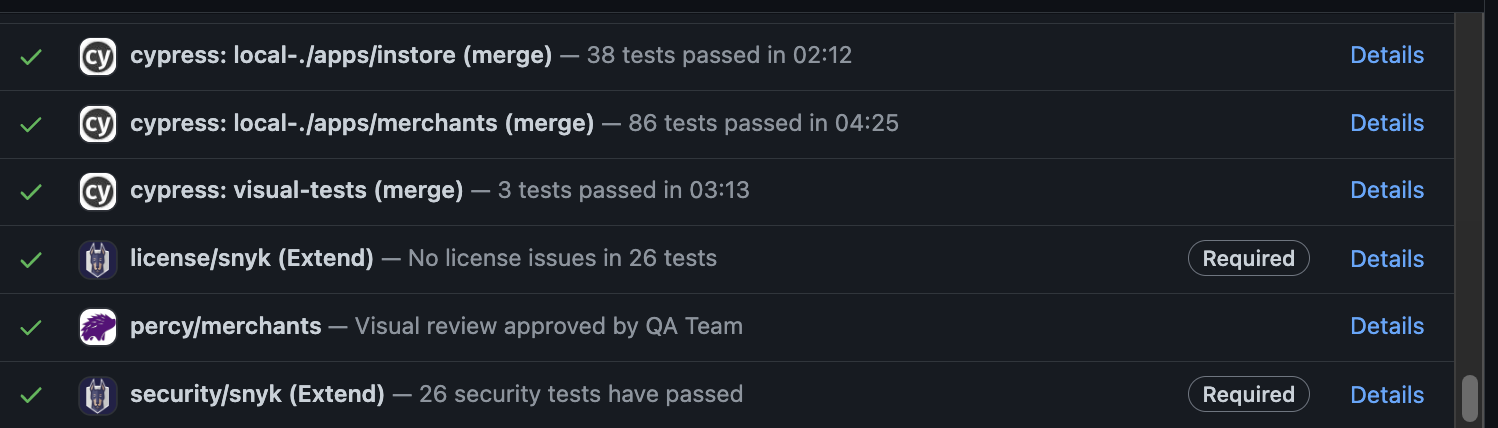 cy cypress: local-./apps/instore (merge) — 38 tests passed in 02:12 Details
cy cypress: local-./apps/merchants (merge) — 86 tests passed in 04:25 Details
cy cypress: visual-tests (merge) — 3 tests passed in 03:13 Details
license/snyk (Extend) — No license issues in 26 tests Required Details
percy/merchants — Visual review approved by QA Team Details
security/snyk (Extend) — 26 security tests have passed Required Details